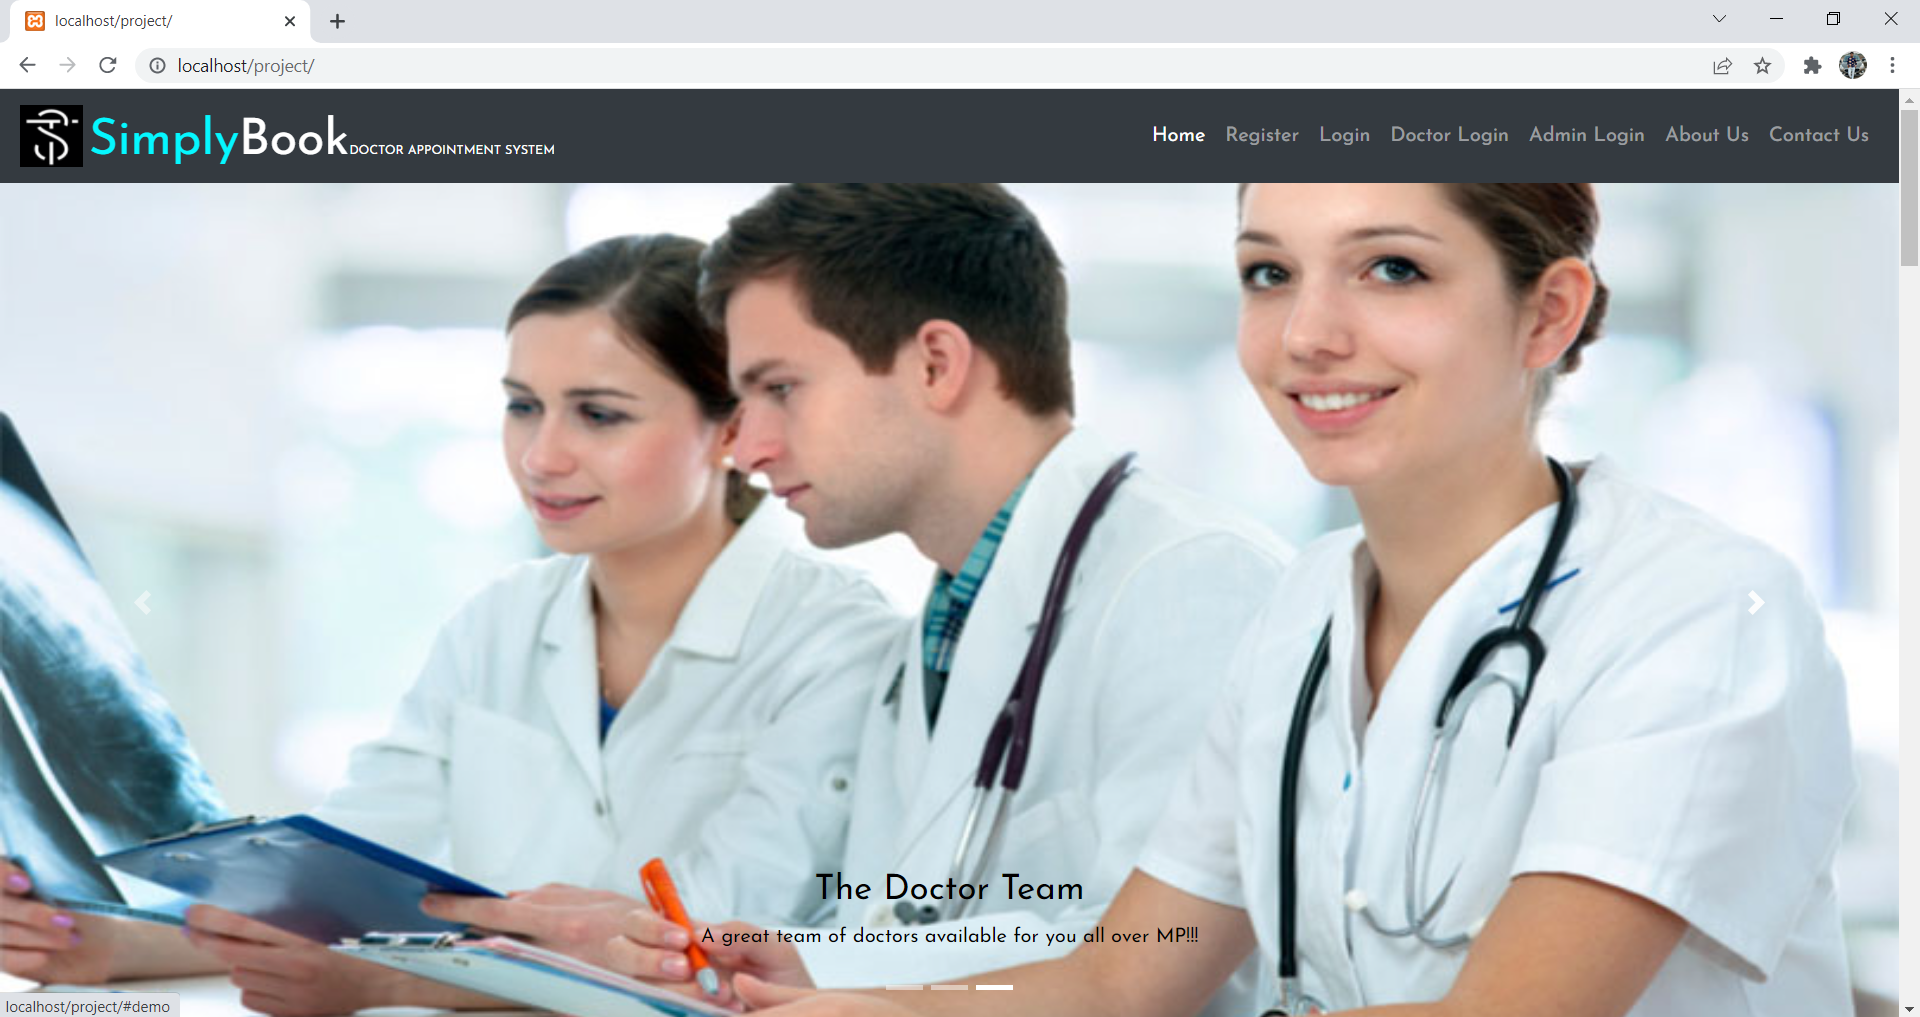 localhost/project/
localhost/project/
SimplyBook DOCTOR APPOINTMENT SYSTEM
Home Register Login Doctor Login Admin Login About Us Contact Us
The Doctor Team
A great team of doctors available for you all over MP!!!
localhost/project/#demo